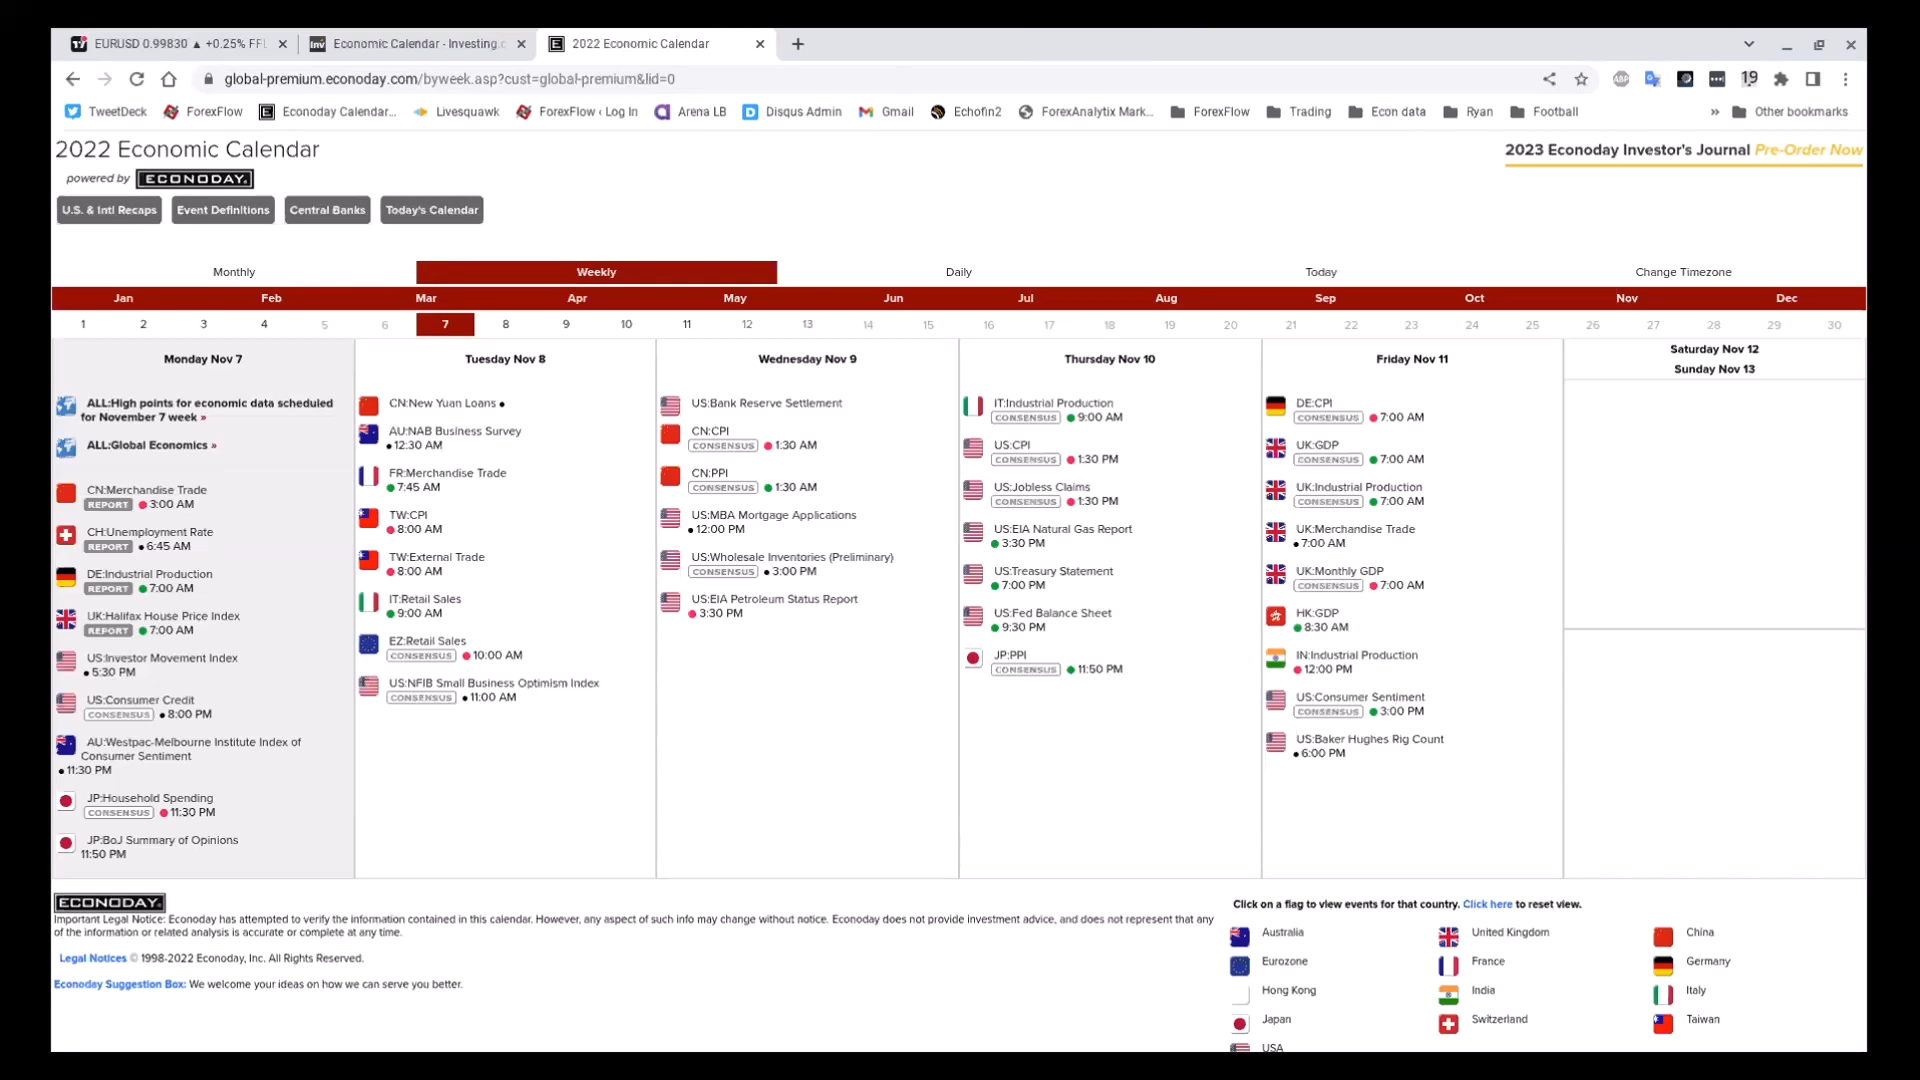 EURUSD 0.99830 ▲ +0.25% FFL
Economic Calendar - Investing.c
2022 Economic Calendar
global-premium.econoday.com/byweek.asp?cust=global-premium&lid=0
ABP
19
TweetDeck
ForexFlow
Econoday Calendar...
Livesquawk
ForexFlow ‹ Log In
Arena LB
Disqus Admin
Gmail
Echofin2
ForexAnalytix Mark...
ForexFlow
Trading
Econ data
Ryan
Football
»
Other bookmarks
2022 Economic Calendar
2023 Econoday Investor's Journal Pre-Order Now
powered by ECONODAY.
U.S. & Intl Recaps
Event Definitions
Central Banks
Today's Calendar
Monthly
Weekly
Daily
Today
Change Timezone
Jan Feb Mar Apr May Jun Jul Aug Sep Oct Nov Dec
1 2 3 4 5 6 7 8 9 10 11 12 13 14 15 16 17 18 19 20 21 22 23 24 25 26 27 28 29 30
Monday Nov 7
ALL:High points for economic data scheduled
for November 7 week »
ALL:Global Economics »
CN:Merchandise Trade
REPORT 3:00 AM
CH:Unemployment Rate
REPORT 6:45 AM
DE:Industrial Production
REPORT 7:00 AM
UK:Halifax House Price Index
REPORT 7:00 AM
US:Investor Movement Index
5:30 PM
US:Consumer Credit
CONSENSUS 8:00 PM
AU:Westpac-Melbourne Institute Index of
Consumer Sentiment
11:30 PM
JP:Household Spending
CONSENSUS 11:30 PM
JP:BoJ Summary of Opinions
11:50 PM
Tuesday Nov 8
CN:New Yuan Loans
AU:NAB Business Survey
12:30 AM
FR:Merchandise Trade
7:45 AM
TW:CPI
8:00 AM
TW:External Trade
8:00 AM
IT:Retail Sales
9:00 AM
EZ:Retail Sales
CONSENSUS 10:00 AM
US:NFIB Small Business Optimism Index
CONSENSUS 11:00 AM
Wednesday Nov 9
US:Bank Reserve Settlement
CN:CPI
CONSENSUS 1:30 AM
CN:PPI
CONSENSUS 1:30 AM
US:MBA Mortgage Applications
12:00 PM
US:Wholesale Inventories (Preliminary)
CONSENSUS 3:00 PM
US:EIA Petroleum Status Report
3:30 PM
Thursday Nov 10
IT:Industrial Production
CONSENSUS 9:00 AM
US:CPI
CONSENSUS 1:30 PM
US:Jobless Claims
CONSENSUS 1:30 PM
US:EIA Natural Gas Report
3:30 PM
US:Treasury Statement
7:00 PM
US:Fed Balance Sheet
9:30 PM
JP:PPI
CONSENSUS 11:50 PM
Friday Nov 11
DE:CPI
CONSENSUS 7:00 AM
UK:GDP
CONSENSUS 7:00 AM
UK:Industrial Production
CONSENSUS 7:00 AM
UK:Merchandise Trade
7:00 AM
UK:Monthly GDP
CONSENSUS 7:00 AM
HK:GDP
8:30 AM
IN:Industrial Production
12:00 PM
US:Consumer Sentiment
CONSENSUS 3:00 PM
US:Baker Hughes Rig Count
6:00 PM
Saturday Nov 12
Sunday Nov 13
ECONODAY.
Important Legal Notice: Econoday has attempted to verify the information contained in this calendar. However, any aspect of such info may change without notice. Econoday does not provide investment advice, and does not represent that any
of the information or related analysis is accurate or complete at any time.
Legal Notices © 1998-2022 Econoday, Inc. All Rights Reserved.
Econoday Suggestion Box: We welcome your ideas on how we can serve you better.
Click on a flag to view events for that country. Click here to reset view.
Australia
United Kingdom
China
Eurozone
France
Germany
Hong Kong
India
Italy
Japan
Switzerland
Taiwan
USA